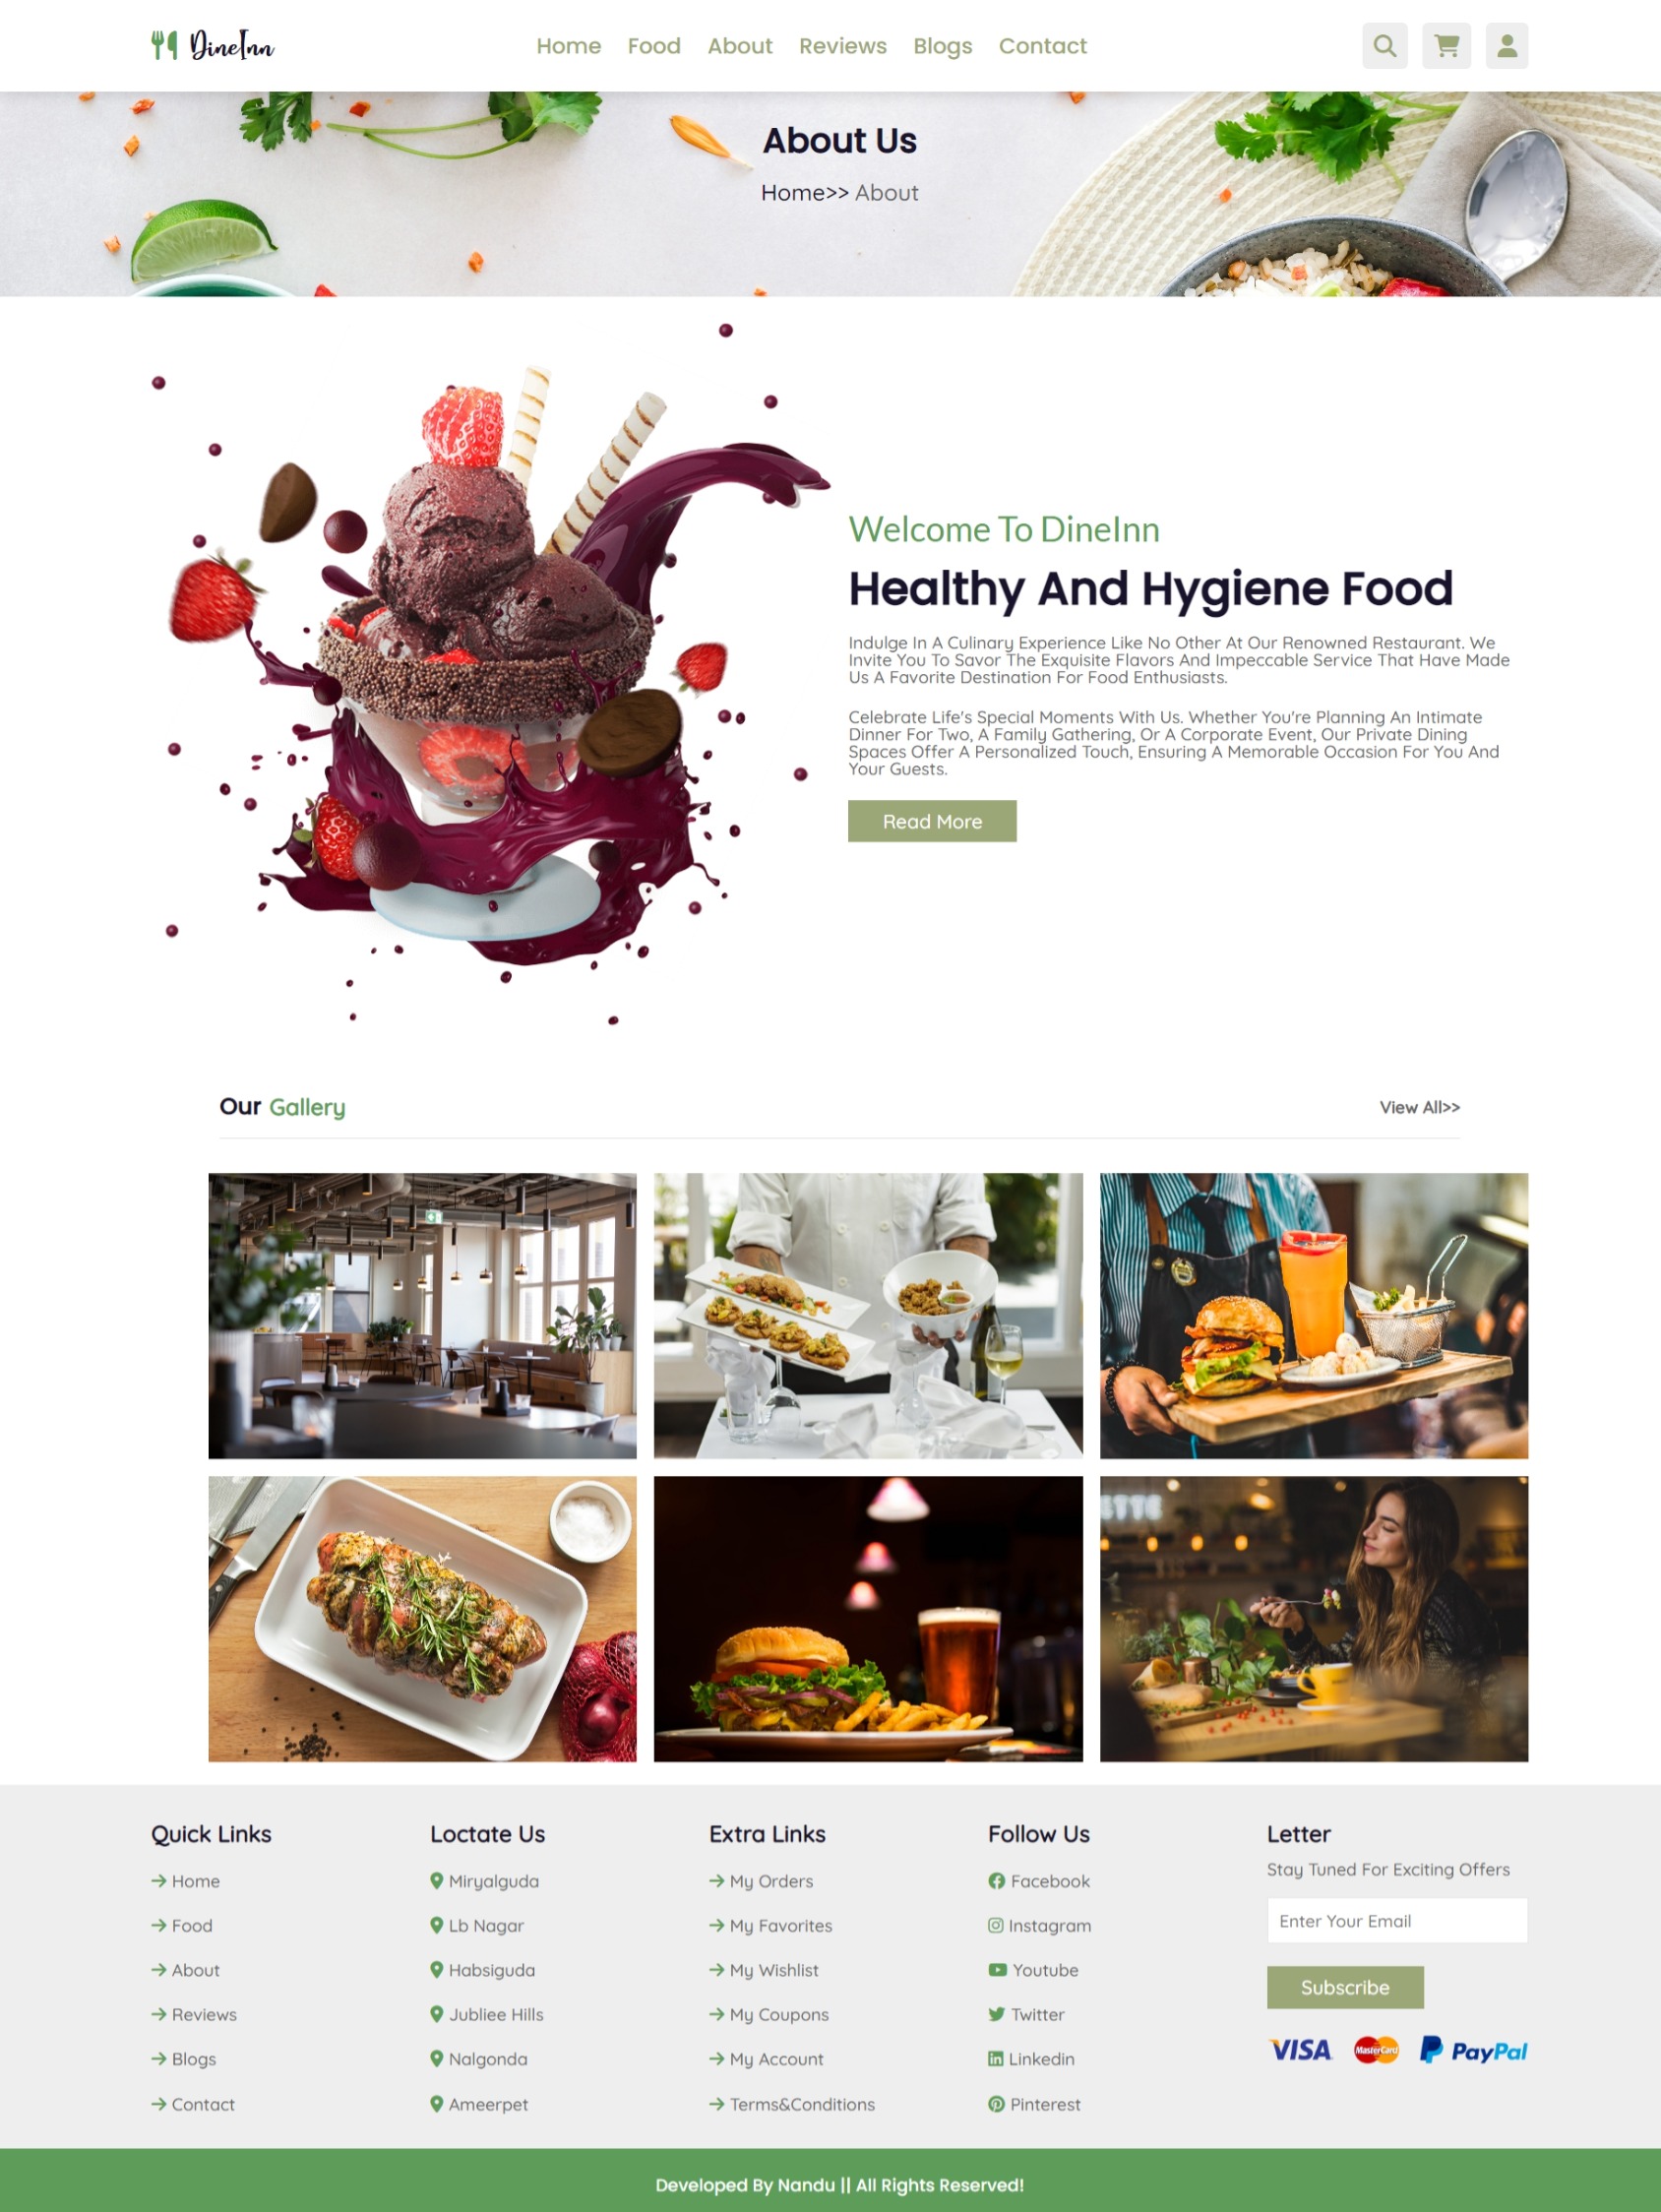 DineInn
Home Food About Reviews Blogs Contact
About Us
Home>> About
Welcome To DineInn
Healthy And Hygiene Food
Indulge In A Culinary Experience Like No Other At Our Renowned Restaurant. We
Invite You To Savor The Exquisite Flavors And Impeccable Service That Have Made
Us A Favorite Destination For Food Enthusiasts.
Celebrate Life's Special Moments With Us. Whether You're Planning An Intimate
Dinner For Two, A Family Gathering, Or A Corporate Event, Our Private Dining
Spaces Offer A Personalized Touch, Ensuring A Memorable Occasion For You And
Your Guests.
Read More
Our Gallery
View All>>
ETTE
Quick Links
Home
Food
About
Reviews
Blogs
Contact
Loctate Us
Miryalguda
Lb Nagar
Habsiguda
Jubliee Hills
Nalgonda
Ameerpet
Extra Links
My Orders
My Favorites
My Wishlist
My Coupons
My Account
Terms&Conditions
Follow Us
Facebook
Instagram
Youtube
Twitter
Linkedin
Pinterest
Letter
Stay Tuned For Exciting Offers
Enter Your Email
Subscribe
VISA MasterCard PayPal
Developed By Nandu || All Rights Reserved!